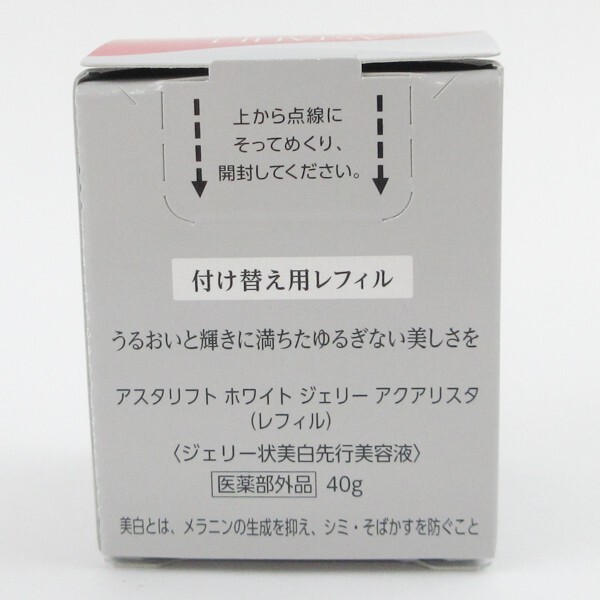 上から点線に
そってめくり、
開封してください。
付け替え用レフィル
うるおいと輝きに満ちたゆるぎない美しさを
アスタリフト ホワイト ジェリー アクアリスタ
(レフィル)
〈ジェリー状美白先行美容液〉
医薬部外品 40g
美白とは、メラニンの生成を抑え、シミ・そばかすを防ぐこと